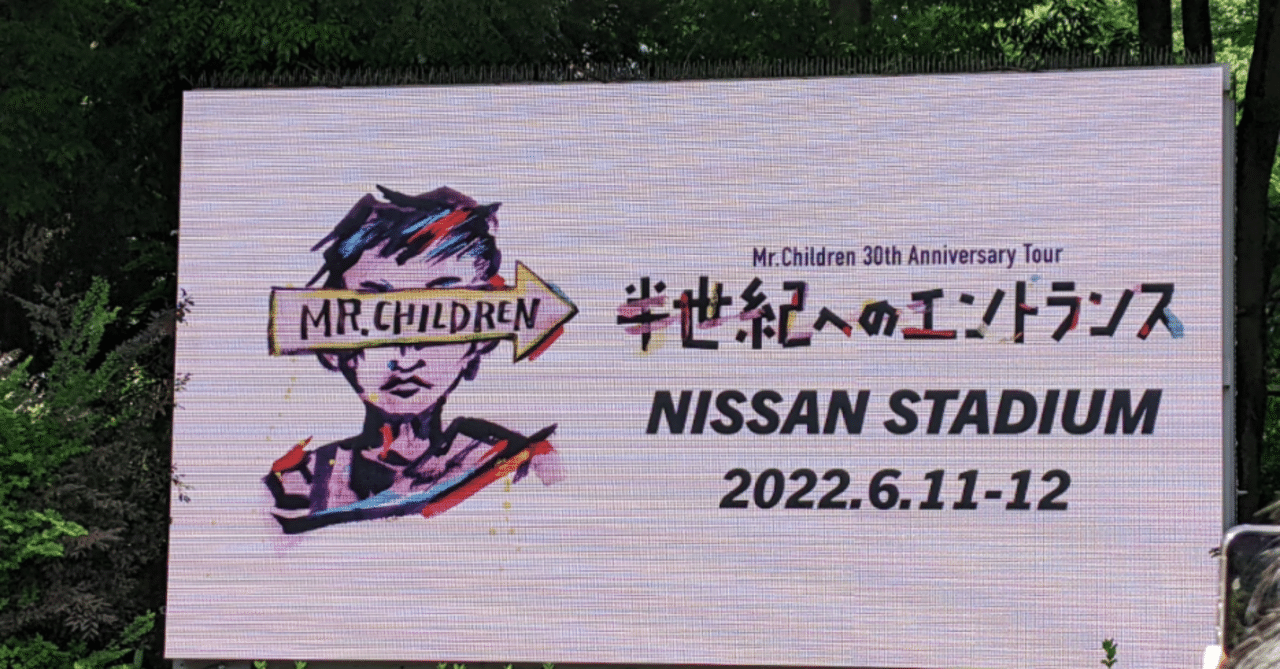 MR.CHILDREN
Mr.Children 30th Anniversary Tour
半世紀へのエントランス
NISSAN STADIUM
2022.6.11-12